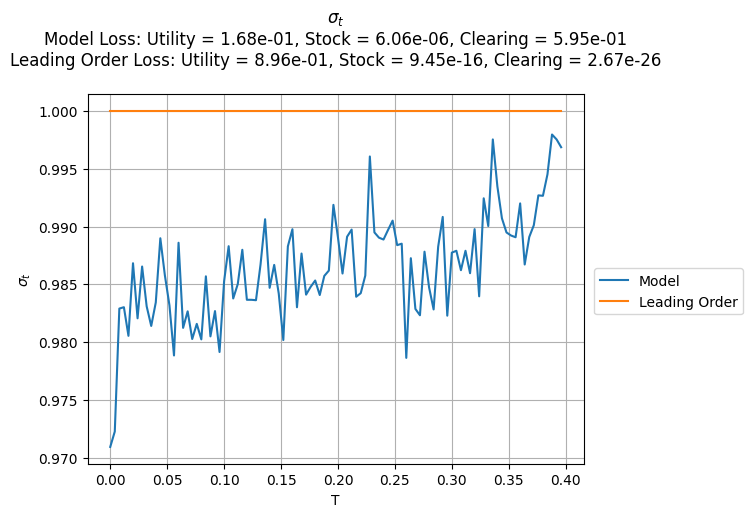 σt
Model Loss: Utility = 1.68e-01, Stock = 6.06e-06, Clearing = 5.95e-01
Leading Order Loss: Utility = 8.96e-01, Stock = 9.45e-16, Clearing = 2.67e-26
1.000
0.995
0.990
0.985
0.980
0.975
0.970
σt
0.00 0.05 0.10 0.15 0.20 0.25 0.30 0.35 0.40
T
Model
Leading Order